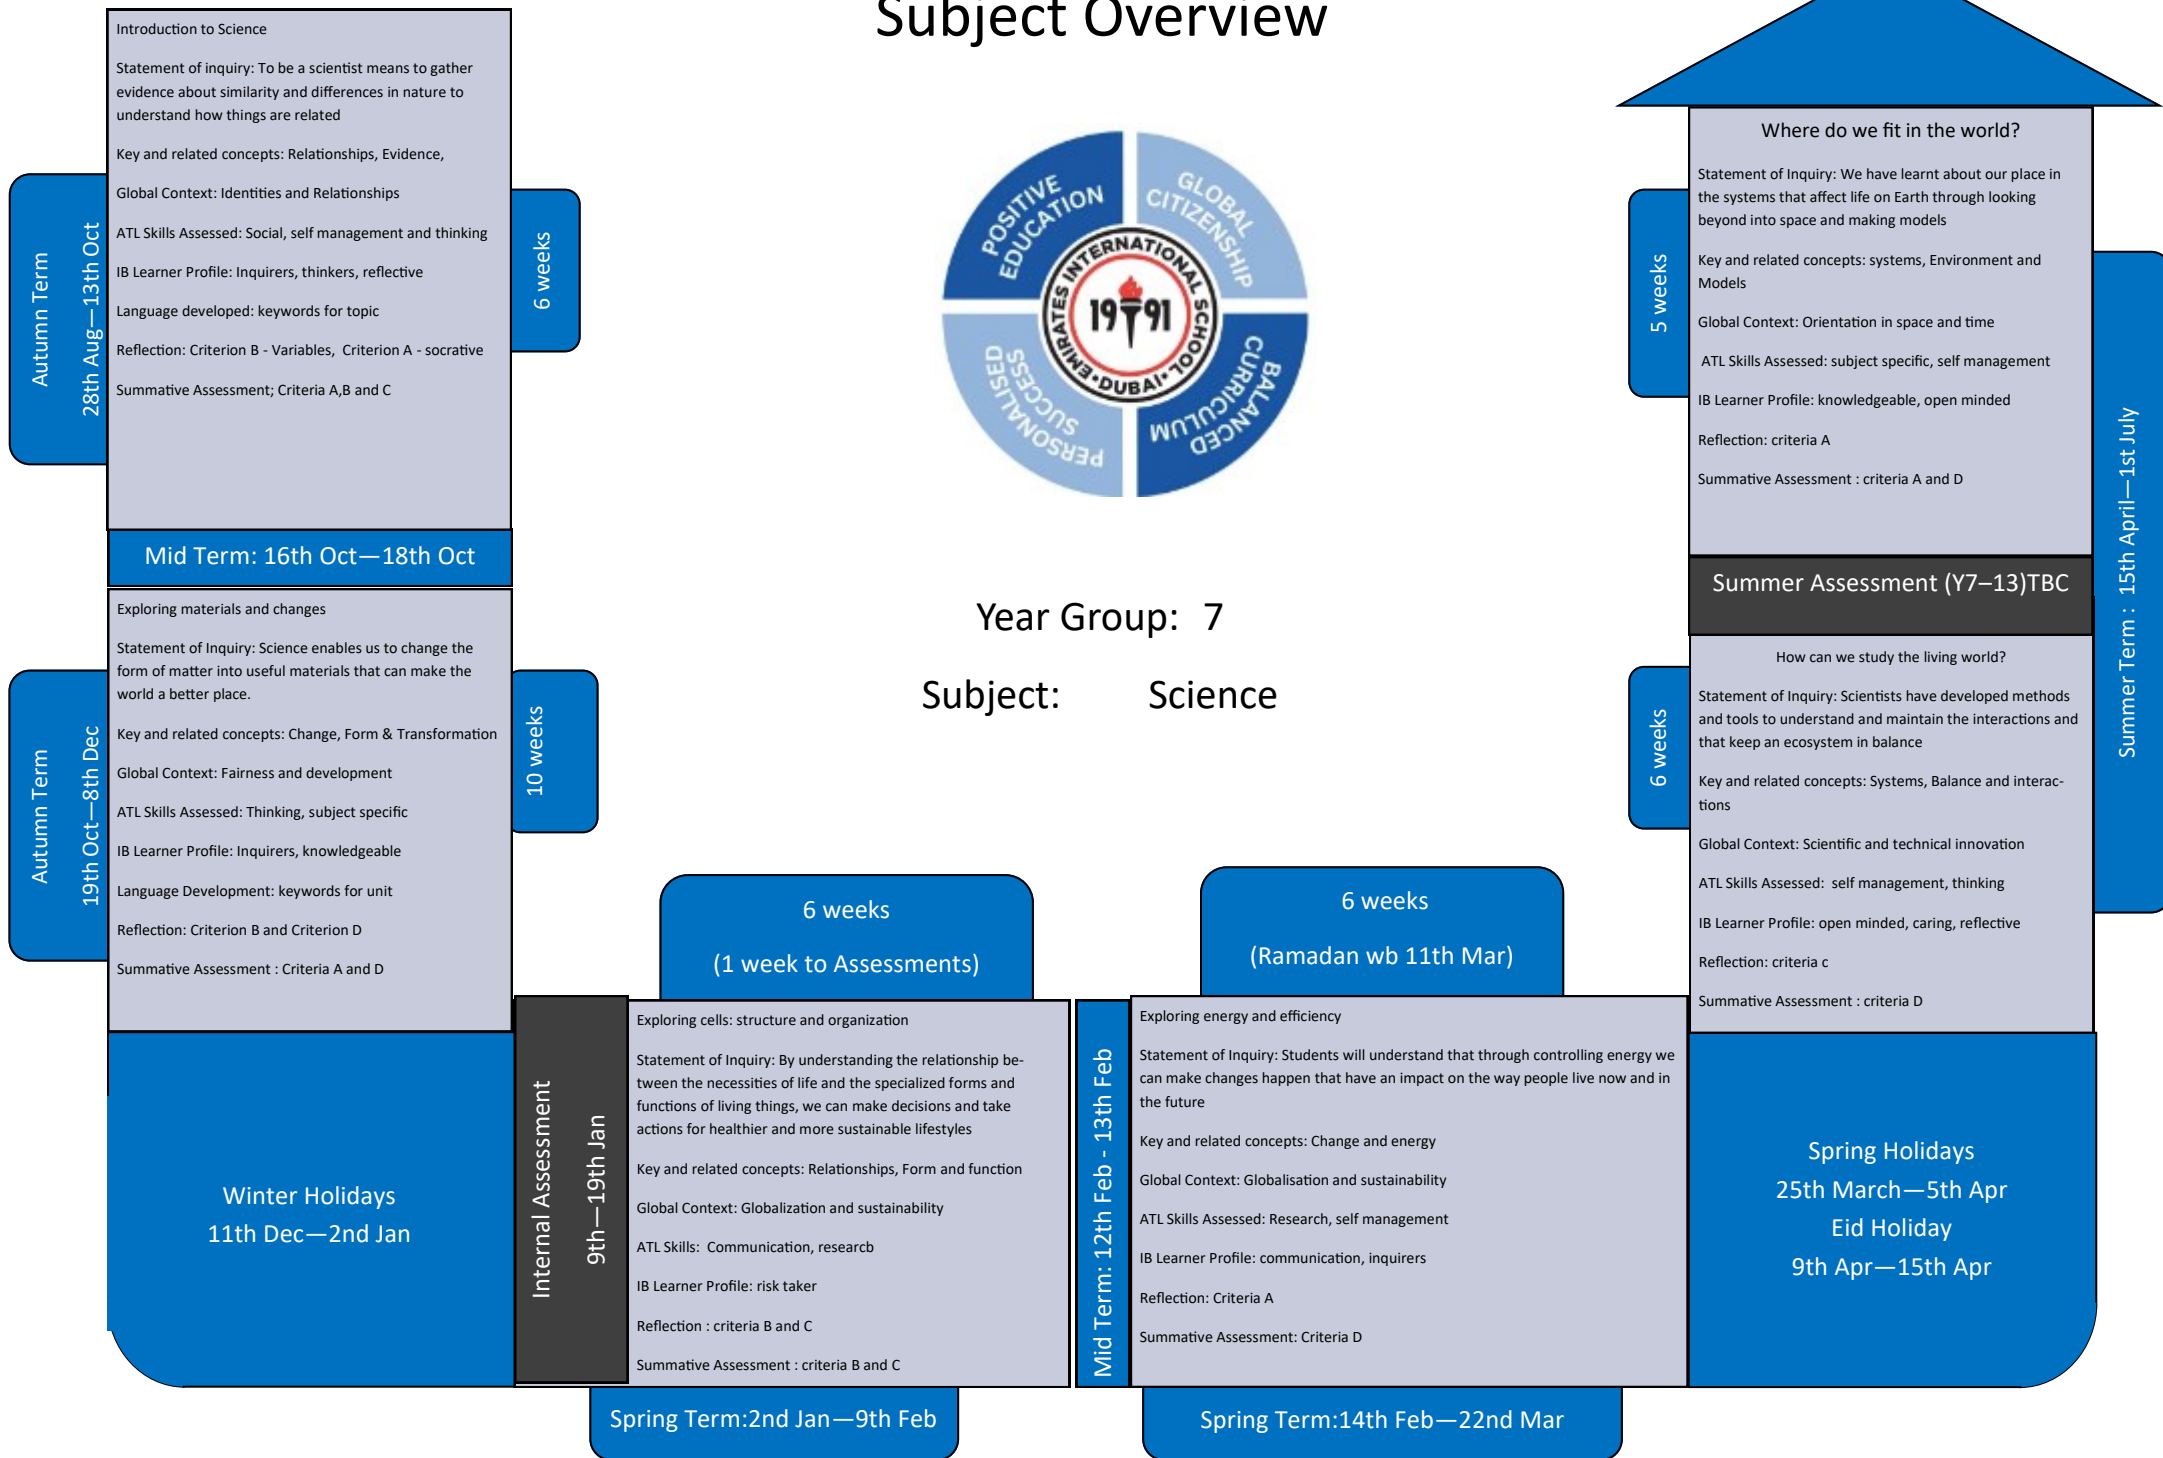 Subject Overview
Introduction to Science
Statement of inquiry: To be a scientist means to gather
evidence about similarity and differences in nature to
understand how things are related
Key and related concepts: Relationships, Evidence,
Global Context: Identities and Relationships
ATL Skills Assessed: Social, self management and thinking
IB Learner Profile: Inquirers, thinkers, reflective
Language developed: keywords for topic
Reflection: Criterion B - Variables, Criterion A - socrative
Summative Assessment; Criteria A,B and C
Autumn Term
28th Aug—13th Oct
6 weeks
Mid Term: 16th Oct—18th Oct
Exploring materials and changes
Statement of Inquiry: Science enables us to change the
form of matter into useful materials that can make the
world a better place.
Key and related concepts: Change, Form & Transformation
Global Context: Fairness and development
ATL Skills Assessed: Thinking, subject specific
IB Learner Profile: Inquirers, knowledgeable
Language Development: keywords for unit
Reflection: Criterion B and Criterion D
Summative Assessment : Criteria A and D
Autumn Term
19th Oct—8th Dec
10 weeks
Winter Holidays
11th Dec—2nd Jan
Internal Assessment
9th—19th Jan
6 weeks
(1 week to Assessments)
Exploring cells: structure and organization
Statement of Inquiry: By understanding the relationship be-
tween the necessities of life and the specialized forms and
functions of living things, we can make decisions and take
actions for healthier and more sustainable lifestyles
Key and related concepts: Relationships, Form and function
Global Context: Globalization and sustainability
ATL Skills: Communication, researcb
IB Learner Profile: risk taker
Reflection : criteria B and C
Summative Assessment : criteria B and C
Spring Term:2nd Jan—9th Feb
Mid Term: 12th Feb - 13th Feb
6 weeks
(Ramadan wb 11th Mar)
Exploring energy and efficiency
Statement of Inquiry: Students will understand that through controlling energy we
can make changes happen that have an impact on the way people live now and in
the future
Key and related concepts: Change and energy
Global Context: Globalisation and sustainability
ATL Skills Assessed: Research, self management
IB Learner Profile: communication, inquirers
Reflection: Criteria A
Summative Assessment: Criteria D
Spring Term:14th Feb—22nd Mar
Spring Holidays
25th March—5th Apr
Eid Holiday
9th Apr—15th Apr
How can we study the living world?
Statement of Inquiry: Scientists have developed methods
and tools to understand and maintain the interactions and
that keep an ecosystem in balance
Key and related concepts: Systems, Balance and interac-
tions
Global Context: Scientific and technical innovation
ATL Skills Assessed: self management, thinking
IB Learner Profile: open minded, caring, reflective
Reflection: criteria c
Summative Assessment : criteria D
6 weeks
Summer Assessment (Y7–13)TBC
Where do we fit in the world?
Statement of Inquiry: We have learnt about our place in
the systems that affect life on Earth through looking
beyond into space and making models
Key and related concepts: systems, Environment and
Models
Global Context: Orientation in space and time
ATL Skills Assessed: subject specific, self management
IB Learner Profile: knowledgeable, open minded
Reflection: criteria A
Summative Assessment : criteria A and D
5 weeks
Summer Term : 15th April—1st July
POSITIVE
EDUCATION
GLOBAL
CITIZENSHIP
BALANCED
CURRICULUM
PERSONALISED
SUCCESS
EMIRATES INTERNATIONAL SCHOOL
•DUBAI•
1991
Year Group: 7
Subject: Science